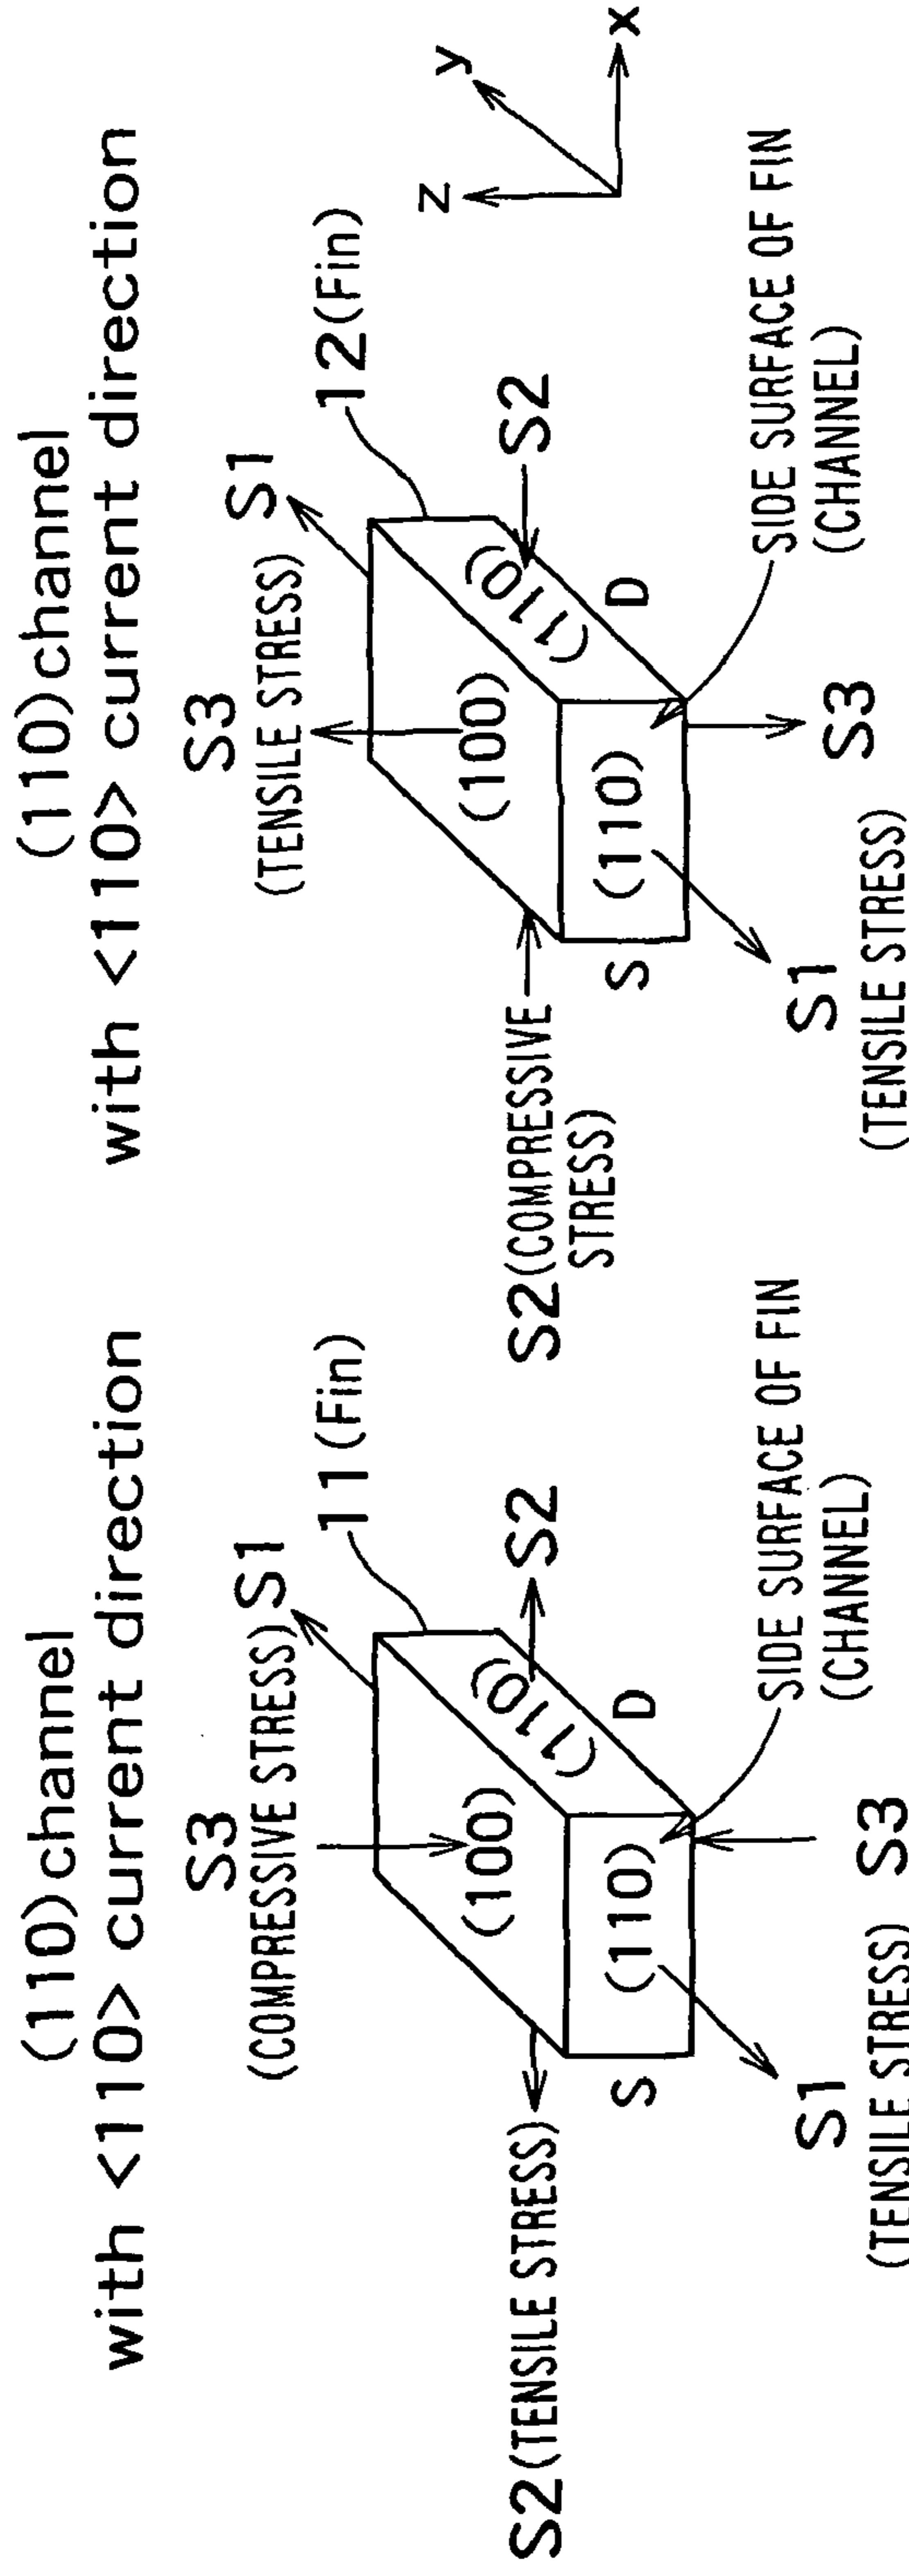 (110)channel
with <110> current direction
S3
(COMPRESSIVE STRESS)
S1
11(Fin)
(100)
(110)
(110)
S2
S2(TENSILE STRESS)
S
D
S1
(TENSILE STRESS)
S3
SIDE SURFACE OF FIN
(CHANNEL)
(110)channel
with <110> current direction
S3
(TENSILE STRESS)
S1
12(Fin)
(100)
(110)
(110)
S2
S2(COMPRESSIVE
STRESS)
S
D
S1
(TENSILE STRESS)
S3
SIDE SURFACE OF FIN
(CHANNEL)
z
y
x